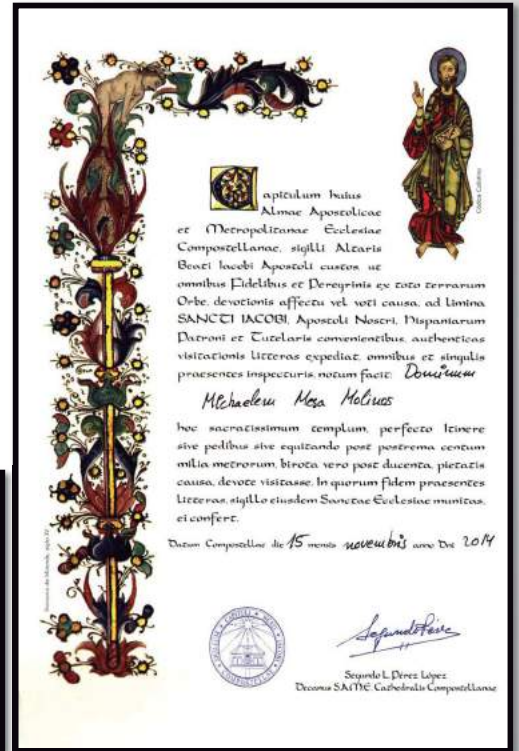 Capitulum huius
Almae Apostolicae
et Metropolitanae Ecclesiae
Compostellanae, sigilli Altaris
Beati Iacobi Apostoli custos, ut
omnibus Fidelibus et Peregrinis ex toto terrarum
Orbe, devotionis affectu vel voti causa, ad limina
SANCTI IACOBI, Apostoli Nostri, Hispaniarum
Patroni et Tutelaris convenientibus, authenticas
visitationis litteras expediat, omnibus et singulis
praesentes inspecturis, notum facit: Dominum
Michaelem Mesa Molinos
hoc sacratissimum templum, perfecto Itinere
sive pedibus sive equitando post postrema centum
milia metrorum, birota vero post ducenta, pietatis
causa, devote visitasse. In quorum fidem praesentes
litteras, sigillo eiusdem Sanctae Ecclesiae munitas,
ei confert.
Datum Compostellae die 15 mensis novembris anno Dni 2014
Segundo L. Pérez López
Decanus S.A.M.E. Cathedralis Compostellanae
Códice Calixtino